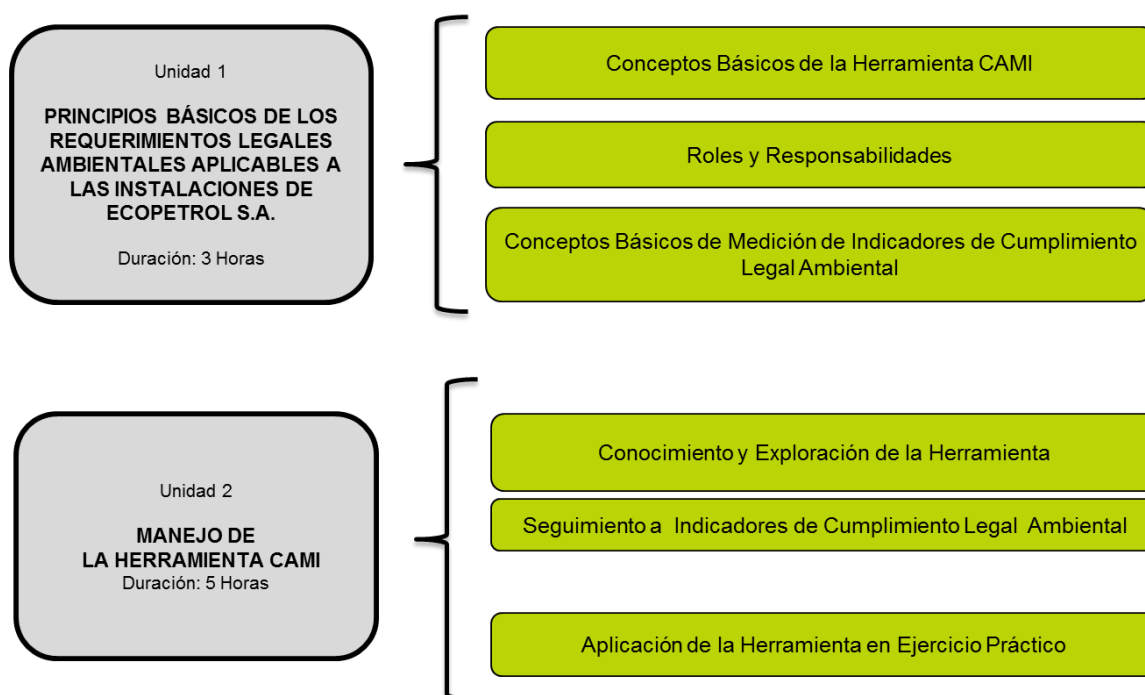 Unidad 1
PRINCIPIOS BÁSICOS DE LOS
REQUERIMIENTOS LEGALES
AMBIENTALES APLICABLES A
LAS INSTALACIONES DE
ECOPETROL S.A.
Duración: 3 Horas
Conceptos Básicos de la Herramienta CAMI
Roles y Responsabilidades
Conceptos Básicos de Medición de Indicadores de Cumplimiento
Legal Ambiental
Unidad 2
MANEJO DE
LA HERRAMIENTA CAMI
Duración: 5 Horas
Conocimiento y Exploración de la Herramienta
Seguimiento a Indicadores de Cumplimiento Legal Ambiental
Aplicación de la Herramienta en Ejercicio Práctico